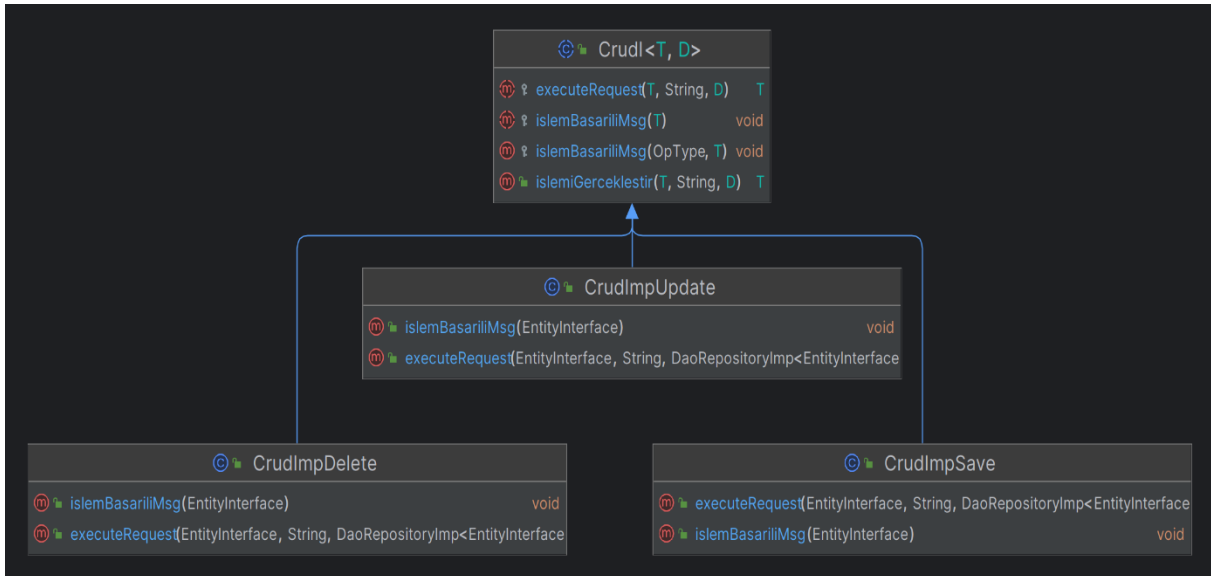 CrudI<T, D>
executeRequest(T, String, D) T
islemBasariliMsg(T) void
islemBasariliMsg(OpType, T) void
islemiGerceklestir(T, String, D) T
CrudImpUpdate
islemBasariliMsg(EntityInterface) void
executeRequest(EntityInterface, String, DaoRepositoryImp<EntityInterface
CrudImpDelete
islemBasariliMsg(EntityInterface) void
executeRequest(EntityInterface, String, DaoRepositoryImp<EntityInterface
CrudImpSave
executeRequest(EntityInterface, String, DaoRepositoryImp<EntityInterface
islemBasariliMsg(EntityInterface) void